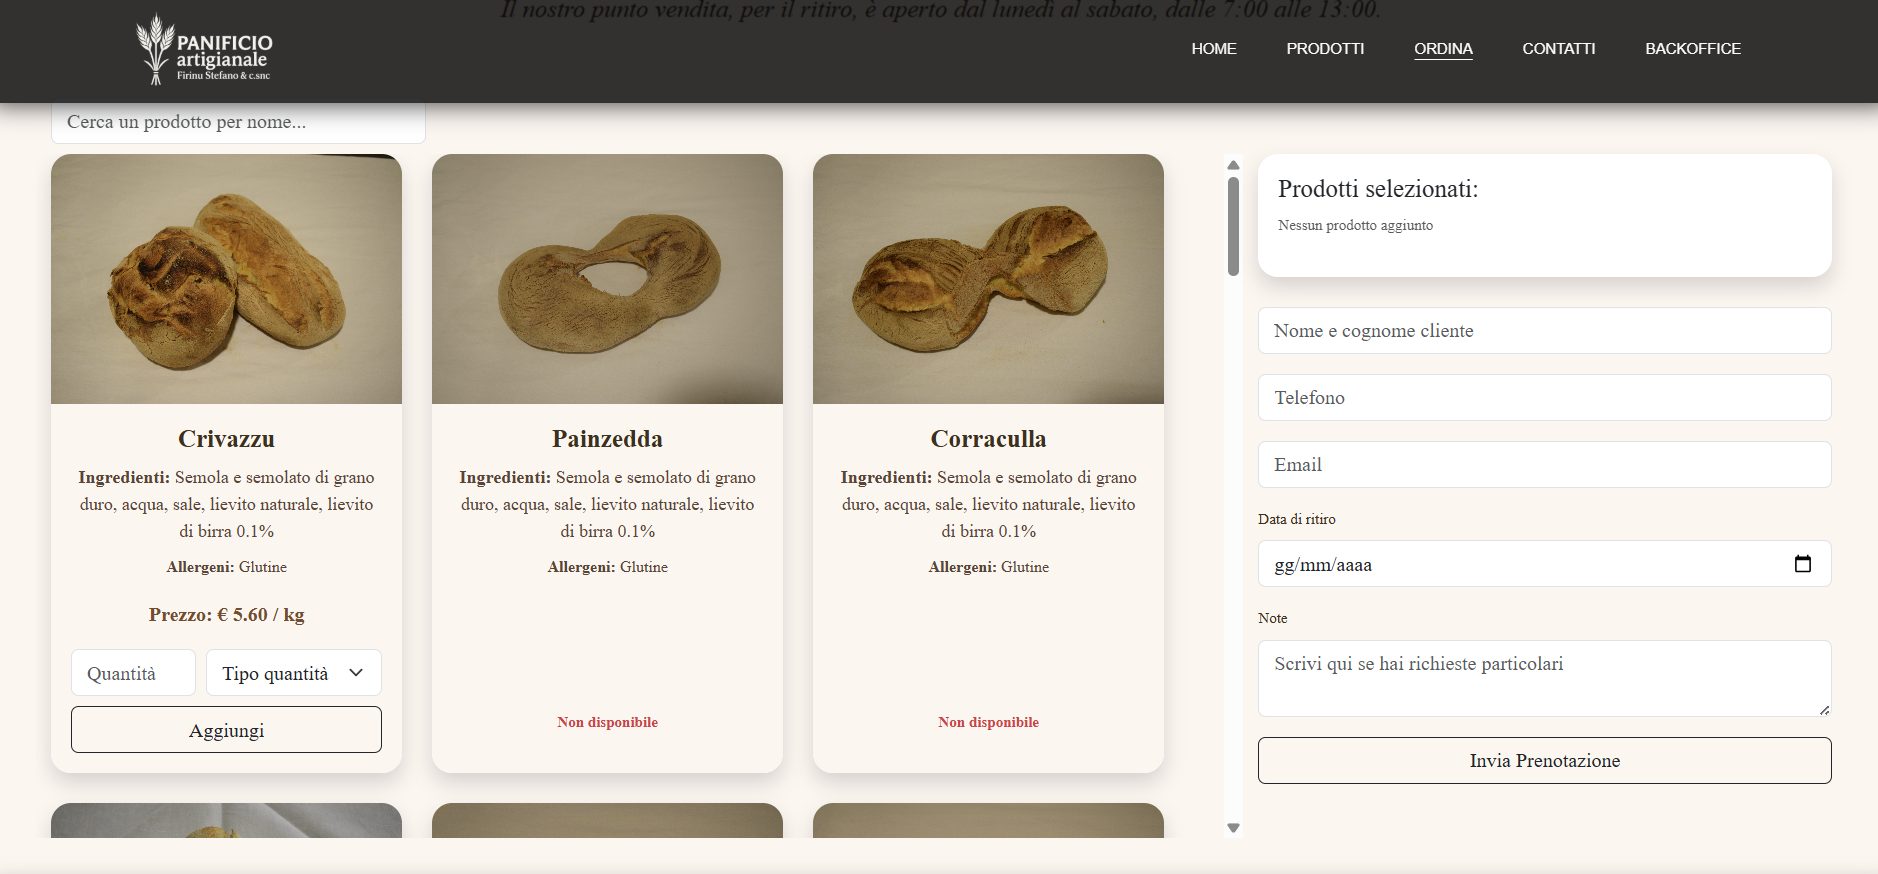 Il nostro punto vendita, per il ritiro, è aperto dal lunedì al sabato, dalle 7:00 alle 13:00.
PANIFICIO
artigianale
Firinu Stefano & c.snc
HOME
PRODOTTI
ORDINA
CONTATTI
BACKOFFICE
Cerca un prodotto per nome...
Crivazzu
Ingredienti: Semola e semolato di grano
duro, acqua, sale, lievito naturale, lievito
di birra 0.1%
Allergeni: Glutine
Prezzo: € 5.60 / kg
Quantità
Tipo quantità
Aggiungi
Painzedda
Ingredienti: Semola e semolato di grano
duro, acqua, sale, lievito naturale, lievito
di birra 0.1%
Allergeni: Glutine
Non disponibile
Corraculla
Ingredienti: Semola e semolato di grano
duro, acqua, sale, lievito naturale, lievito
di birra 0.1%
Allergeni: Glutine
Non disponibile
Prodotti selezionati:
Nessun prodotto aggiunto
Nome e cognome cliente
Telefono
Email
Data di ritiro
gg/mm/aaaa
Note
Scrivi qui se hai richieste particolari
Invia Prenotazione